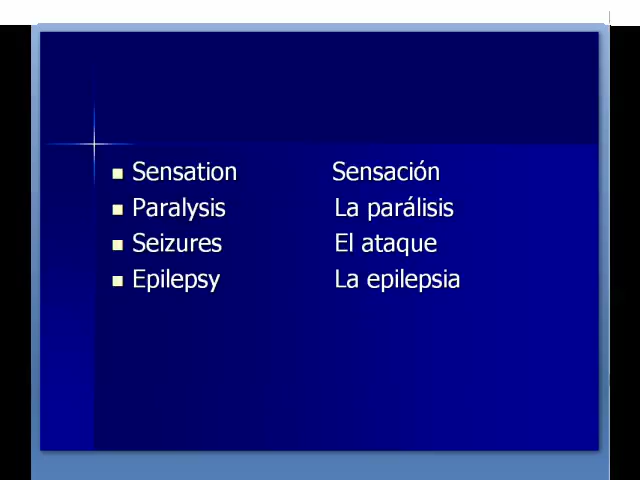 Sensation Sensación
Paralysis La parálisis
Seizures El ataque
Epilepsy La epilepsia